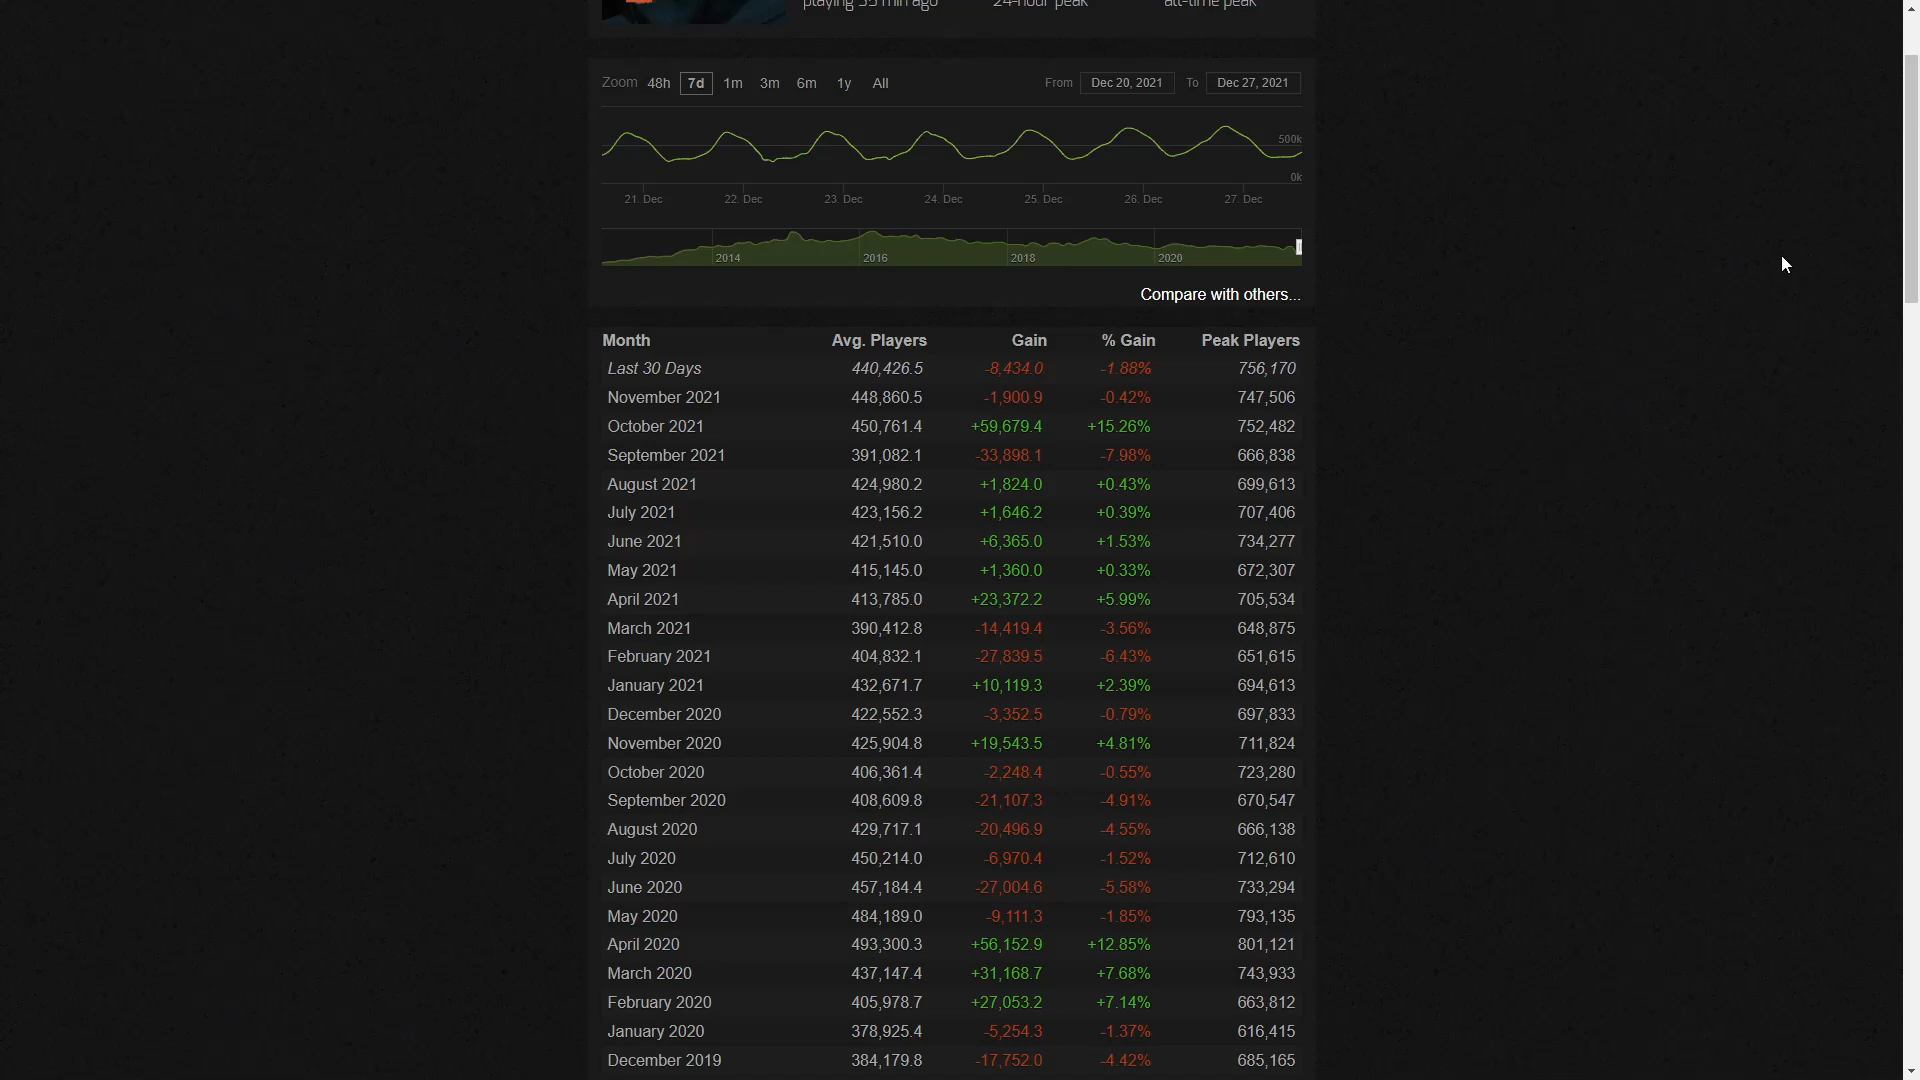 playing 35 min ago 24-hour peak all-time peak
Zoom 48h 7d 1m 3m 6m 1y All From Dec 20, 2021 To Dec 27, 2021
500k
0k
21. Dec 22. Dec 23. Dec 24. Dec 25. Dec 26. Dec 27. Dec
2014 2016 2018 2020
Compare with others...
Month Avg. Players Gain % Gain Peak Players
Last 30 Days 440,426.5 -8,434.0 -1.88% 756,170
November 2021 448,860.5 -1,900.9 -0.42% 747,506
October 2021 450,761.4 +59,679.4 +15.26% 752,482
September 2021 391,082.1 -33,898.1 -7.98% 666,838
August 2021 424,980.2 +1,824.0 +0.43% 699,613
July 2021 423,156.2 +1,646.2 +0.39% 707,406
June 2021 421,510.0 +6,365.0 +1.53% 734,277
May 2021 415,145.0 +1,360.0 +0.33% 672,307
April 2021 413,785.0 +23,372.2 +5.99% 705,534
March 2021 390,412.8 -14,419.4 -3.56% 648,875
February 2021 404,832.1 -27,839.5 -6.43% 651,615
January 2021 432,671.7 +10,119.3 +2.39% 694,613
December 2020 422,552.3 -3,352.5 -0.79% 697,833
November 2020 425,904.8 +19,543.5 +4.81% 711,824
October 2020 406,361.4 -2,248.4 -0.55% 723,280
September 2020 408,609.8 -21,107.3 -4.91% 670,547
August 2020 429,717.1 -20,496.9 -4.55% 666,138
July 2020 450,214.0 -6,970.4 -1.52% 712,610
June 2020 457,184.4 -27,004.6 -5.58% 733,294
May 2020 484,189.0 -9,111.3 -1.85% 793,135
April 2020 493,300.3 +56,152.9 +12.85% 801,121
March 2020 437,147.4 +31,168.7 +7.68% 743,933
February 2020 405,978.7 +27,053.2 +7.14% 663,812
January 2020 378,925.4 -5,254.3 -1.37% 616,415
December 2019 384,179.8 -17,752.0 -4.42% 685,165